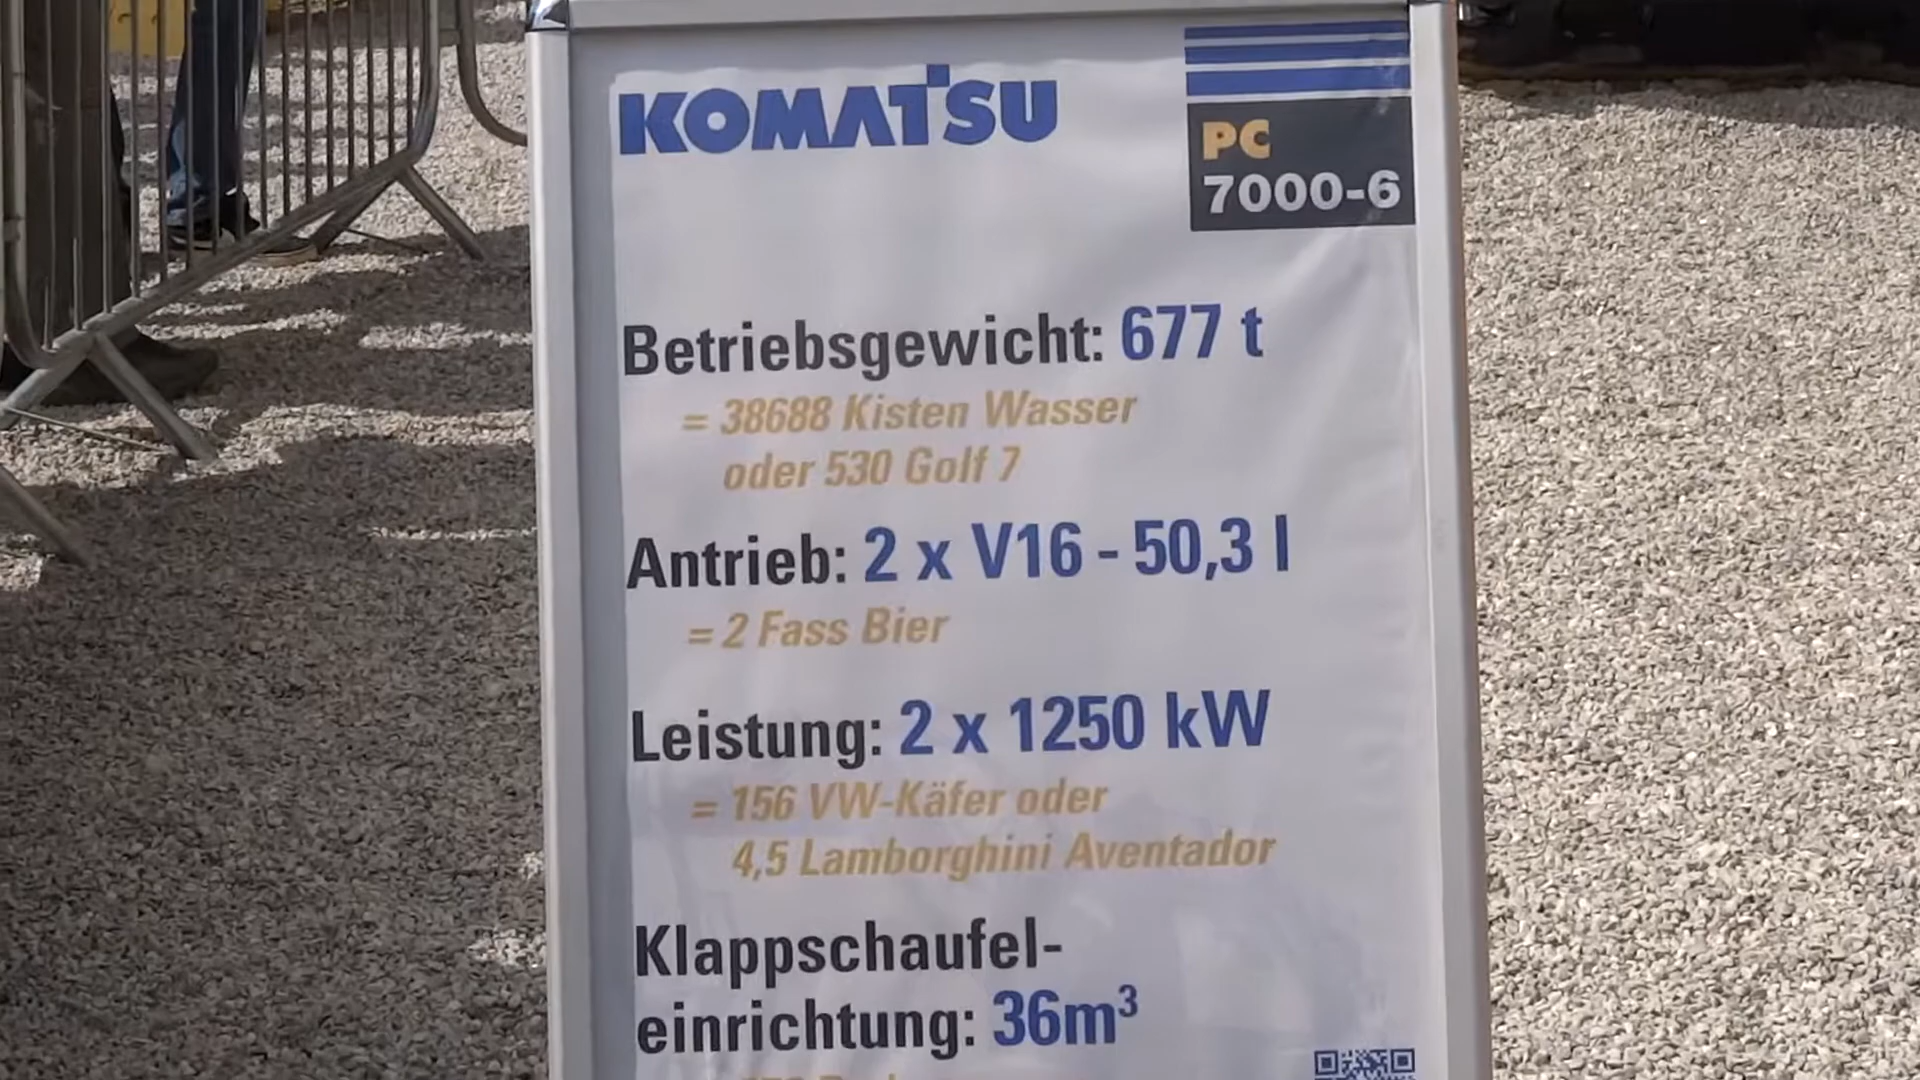 KOMATSU
PC
7000-6
Betriebsgewicht: 677 t
= 38688 Kisten Wasser
oder 530 Golf 7
Antrieb: 2 x V16 - 50,3 l
= 2 Fass Bier
Leistung: 2 x 1250 kW
= 156 VW-Käfer oder
4,5 Lamborghini Aventador
Klappschaufel-
einrichtung: 36m³